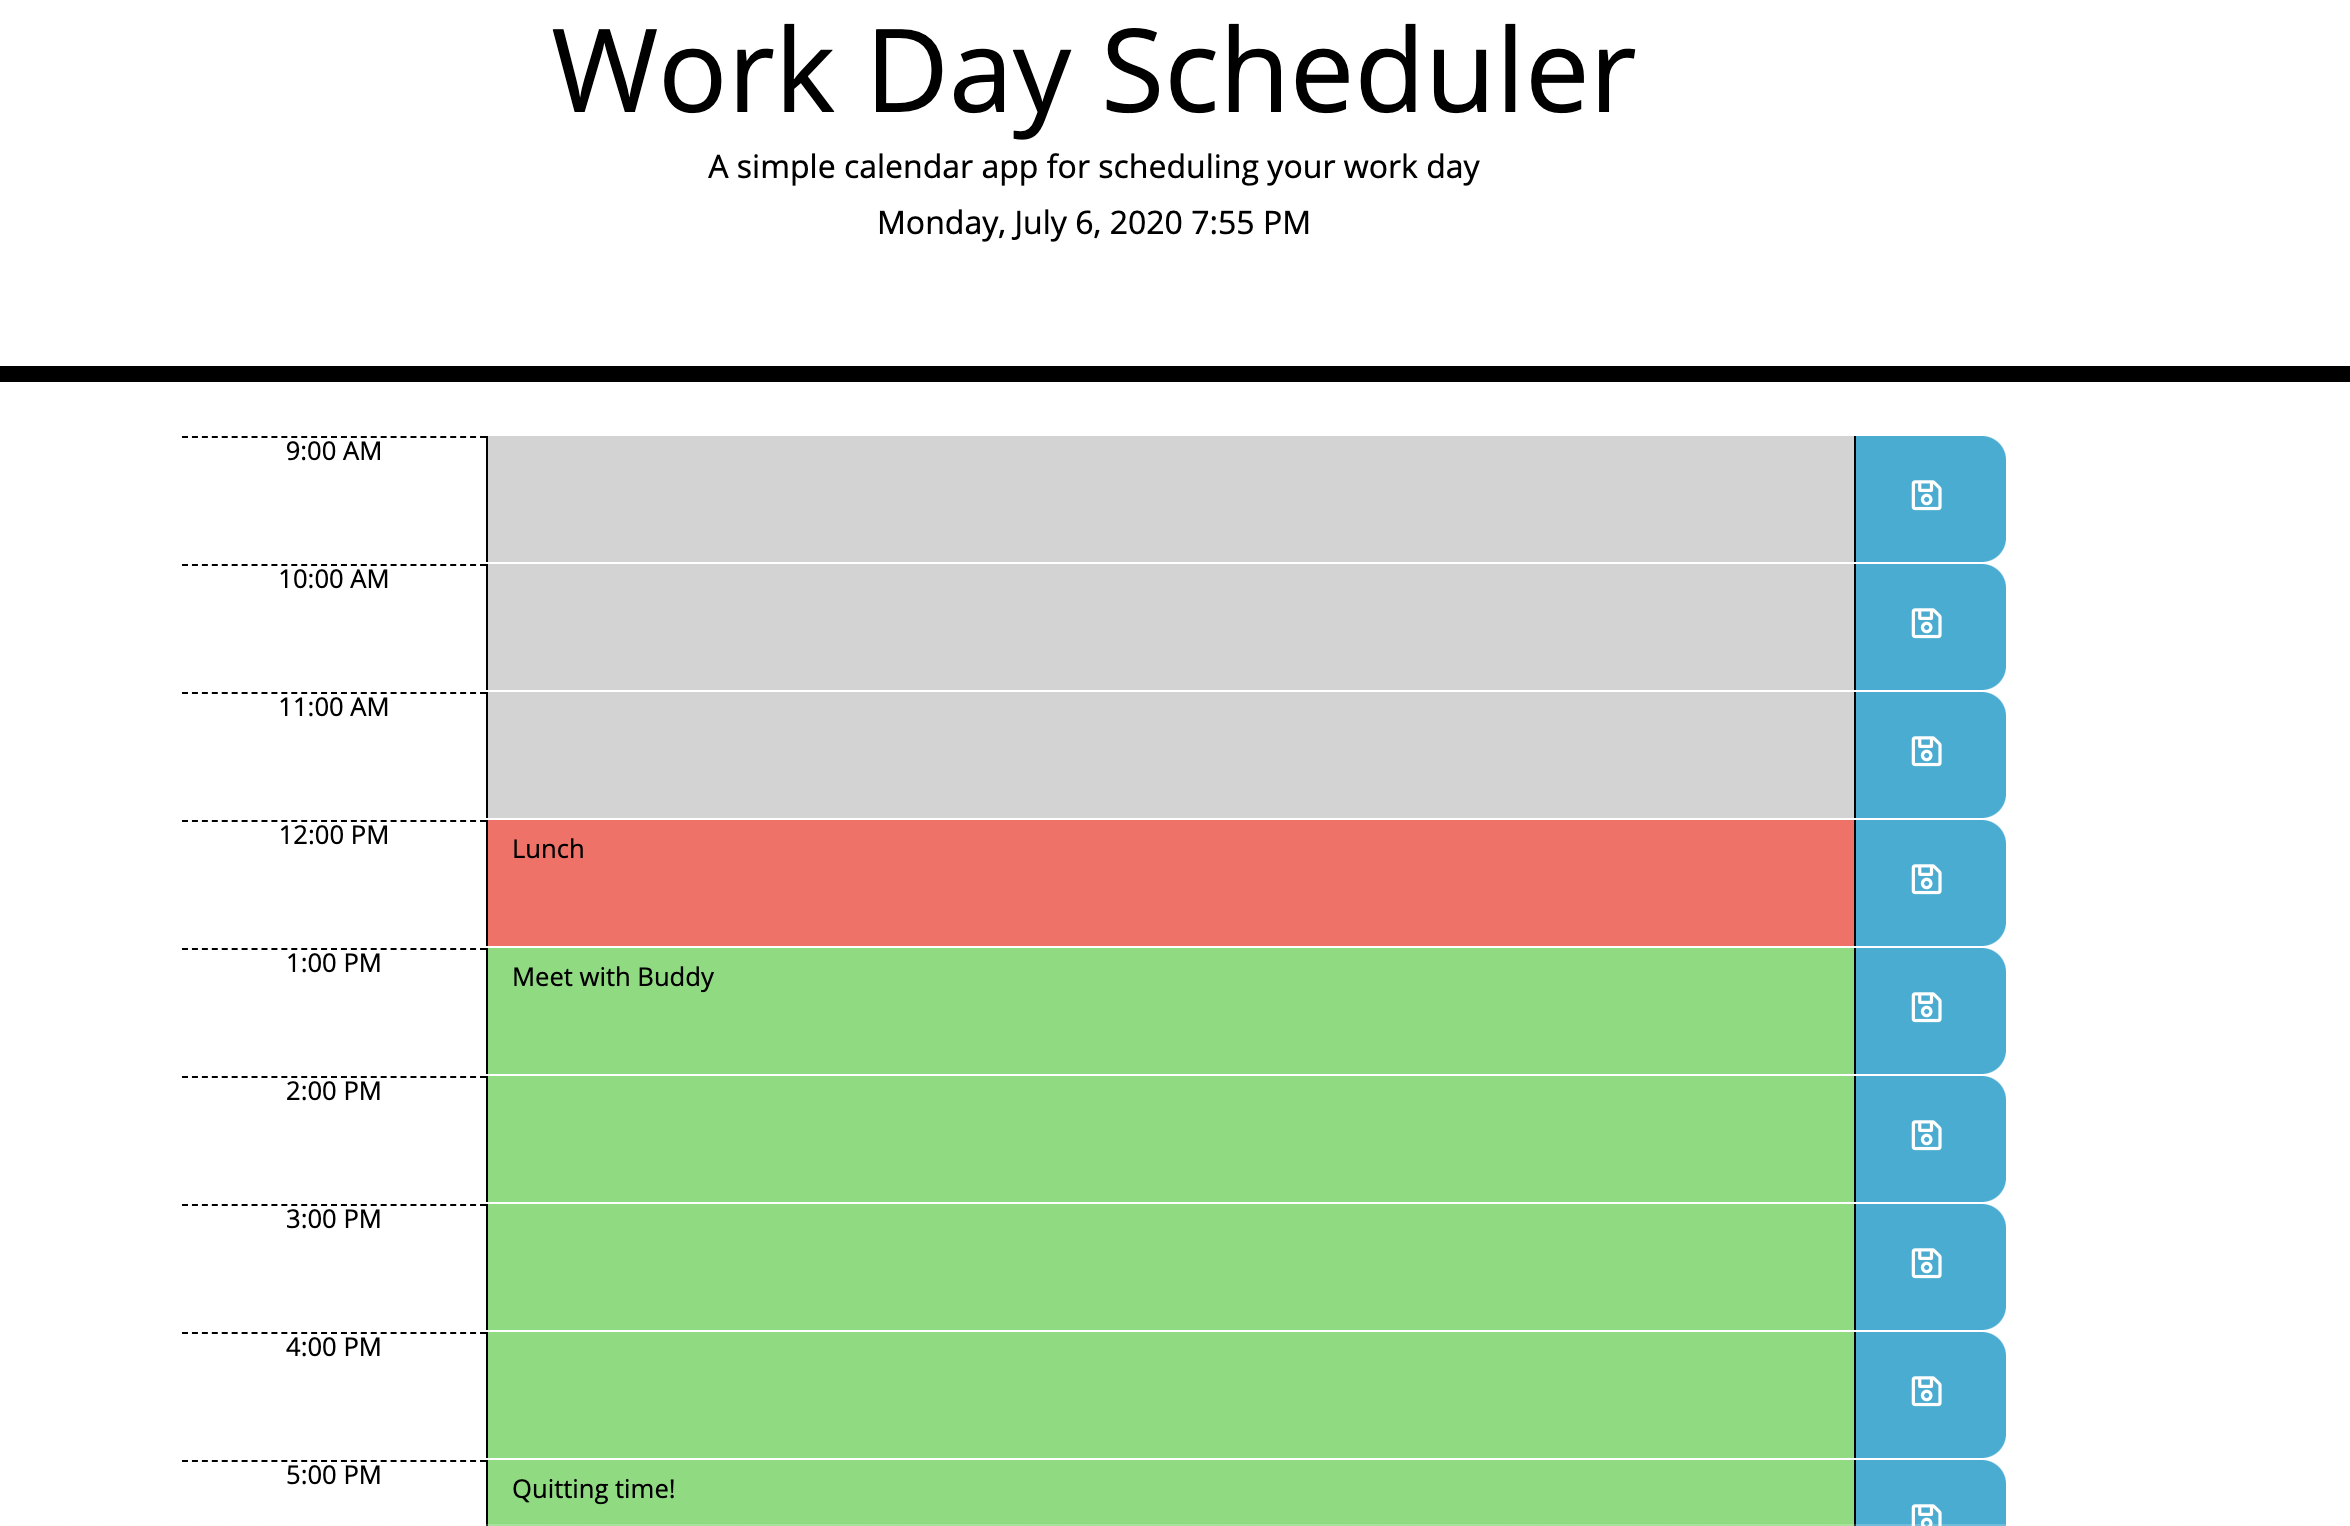 Work Day Scheduler
A simple calendar app for scheduling your work day
Monday, July 6, 2020 7:55 PM
9:00 AM
10:00 AM
11:00 AM
12:00 PM
Lunch
1:00 PM
Meet with Buddy
2:00 PM
3:00 PM
4:00 PM
5:00 PM
Quitting time!